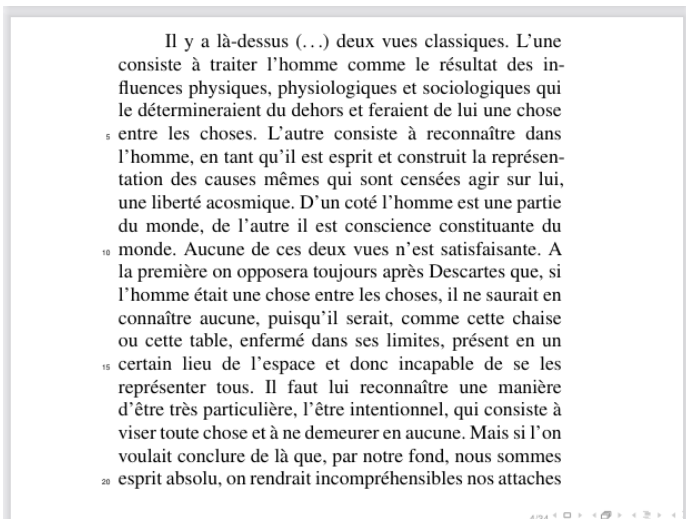 Il y a là-dessus (...) deux vues classiques. L'une
consiste à traiter l'homme comme le résultat des in-
fluences physiques, physiologiques et sociologiques qui
le détermineraient du dehors et feraient de lui une chose
5 entre les choses. L'autre consiste à reconnaître dans
l'homme, en tant qu'il est esprit et construit la représen-
tation des causes mêmes qui sont censées agir sur lui,
une liberté acosmique. D'un coté l'homme est une partie
du monde, de l'autre il est conscience constituante du
10 monde. Aucune de ces deux vues n'est satisfaisante. A
la première on opposera toujours après Descartes que, si
l'homme était une chose entre les choses, il ne saurait en
connaître aucune, puisqu'il serait, comme cette chaise
ou cette table, enfermé dans ses limites, présent en un
15 certain lieu de l'espace et donc incapable de se les
représenter tous. Il faut lui reconnaître une manière
d'être très particulière, l'être intentionnel, qui consiste à
viser toute chose et à ne demeurer en aucune. Mais si l'on
voulait conclure de là que, par notre fond, nous sommes
20 esprit absolu, on rendrait incompréhensibles nos attaches